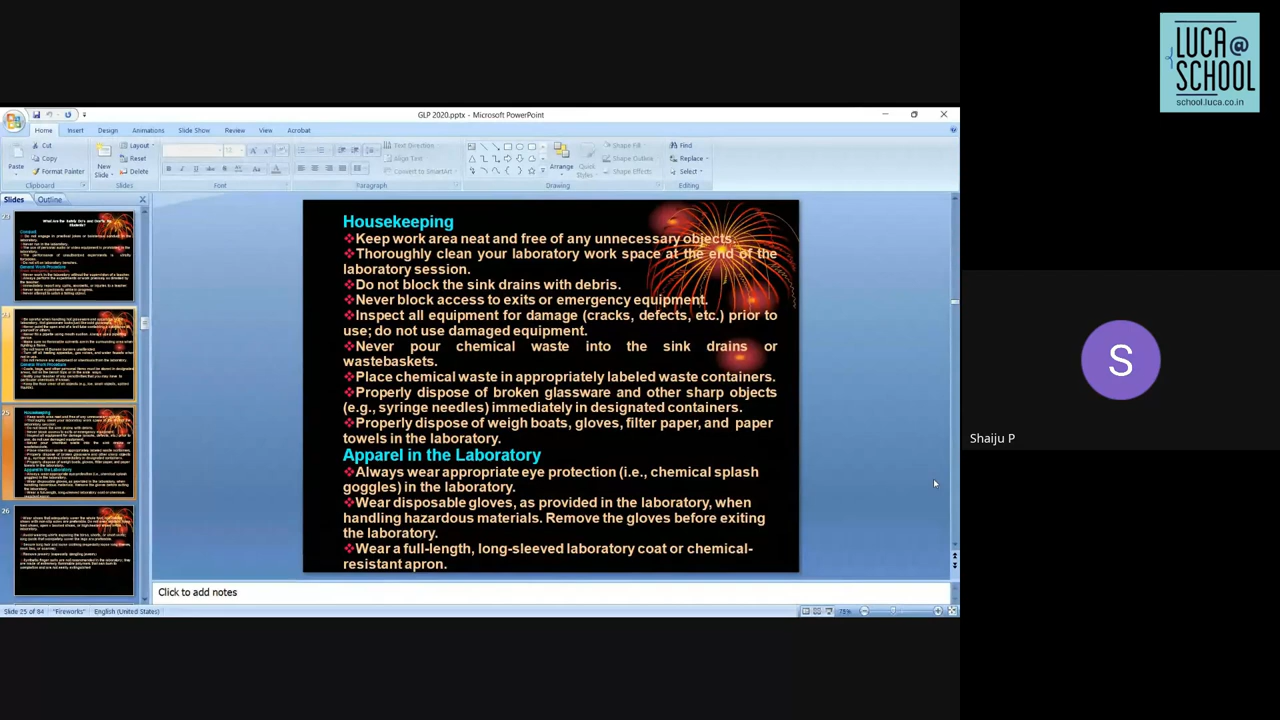 LUCA@
SCHOOL
school.luca.co.in
GLP 2020.pptx - Microsoft PowerPoint
Home Insert Design Animations Slide Show Review View Acrobat
Paste
Cut
Copy
Format Painter
Clipboard
New
Slide
Layout
Reset
Delete
Slides
Font
Text Direction
Align Text
Convert to SmartArt
Paragraph
Arrange
Quick
Styles
Shape Fill
Shape Outline
Shape Effects
Drawing
Find
Replace
Select
Editing
Slides Outline
23
25
26
Housekeeping
❖Keep work area neat and free of any unnecessary objects.
❖Thoroughly clean your laboratory work space at the end of the
laboratory session.
❖Do not block the sink drains with debris.
❖Never block access to exits or emergency equipment.
❖Inspect all equipment for damage (cracks, defects, etc.) prior to
use; do not use damaged equipment.
❖Never pour chemical waste into the sink drains or
wastebaskets.
❖Place chemical waste in appropriately labeled waste containers.
❖Properly dispose of broken glassware and other sharp objects
(e.g., syringe needles) immediately in designated containers.
❖Properly dispose of weigh boats, gloves, filter paper, and paper
towels in the laboratory.
Apparel in the Laboratory
❖Always wear appropriate eye protection (i.e., chemical splash
goggles) in the laboratory.
❖Wear disposable gloves, as provided in the laboratory, when
handling hazardous materials. Remove the gloves before exiting
the laboratory.
❖Wear a full-length, long-sleeved laboratory coat or chemical-
resistant apron.
Click to add notes
Slide 25 of 84 "Fireworks" English (United States)
75%
S
Shaiju P